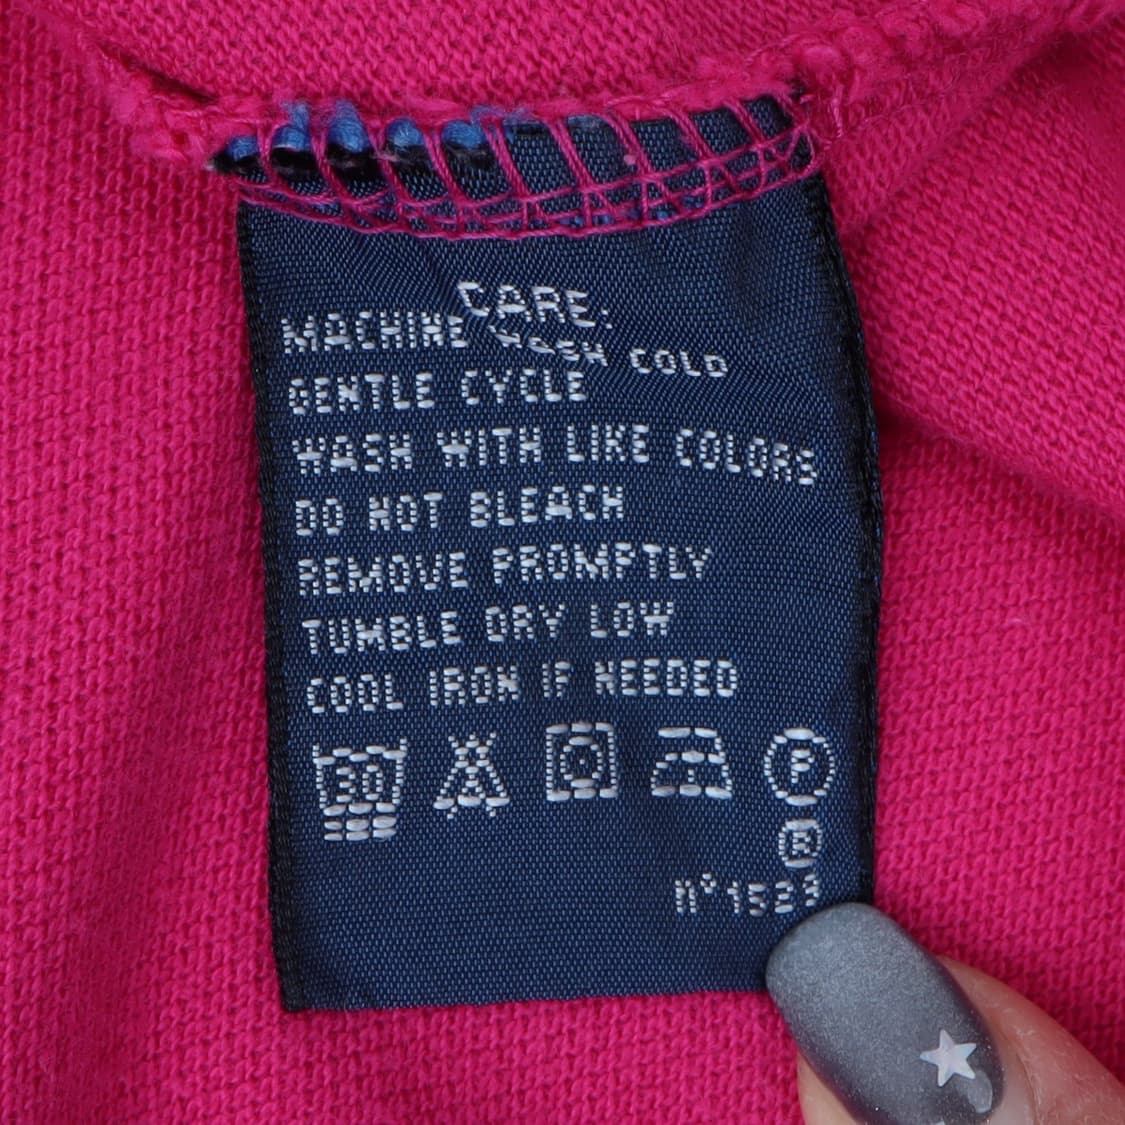 CARE:
MACHINE WASH COLD
GENTLE CYCLE
WASH WITH LIKE COLORS
DO NOT BLEACH
REMOVE PROMPTLY
TUMBLE DRY LOW
COOL IRON IF NEEDED
30
P
®